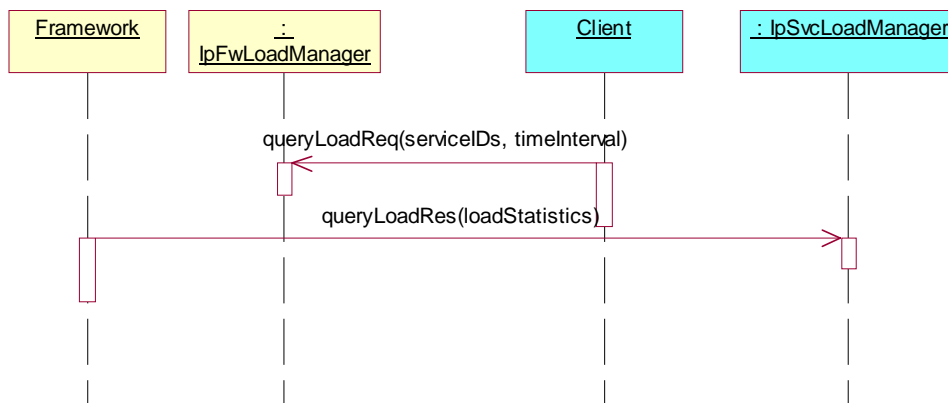 Framework
:
IpFwLoadManager
Client
: IpSvcLoadManager
queryLoadReq(serviceIDs, timeInterval)
queryLoadRes(loadStatistics)